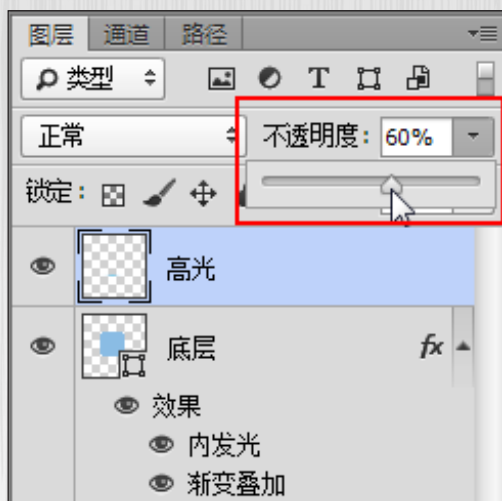 图层 通道 路径
类型 T
正常 不透明度: 60%
锁定:
高光
底层 fx
效果
内发光
渐变叠加